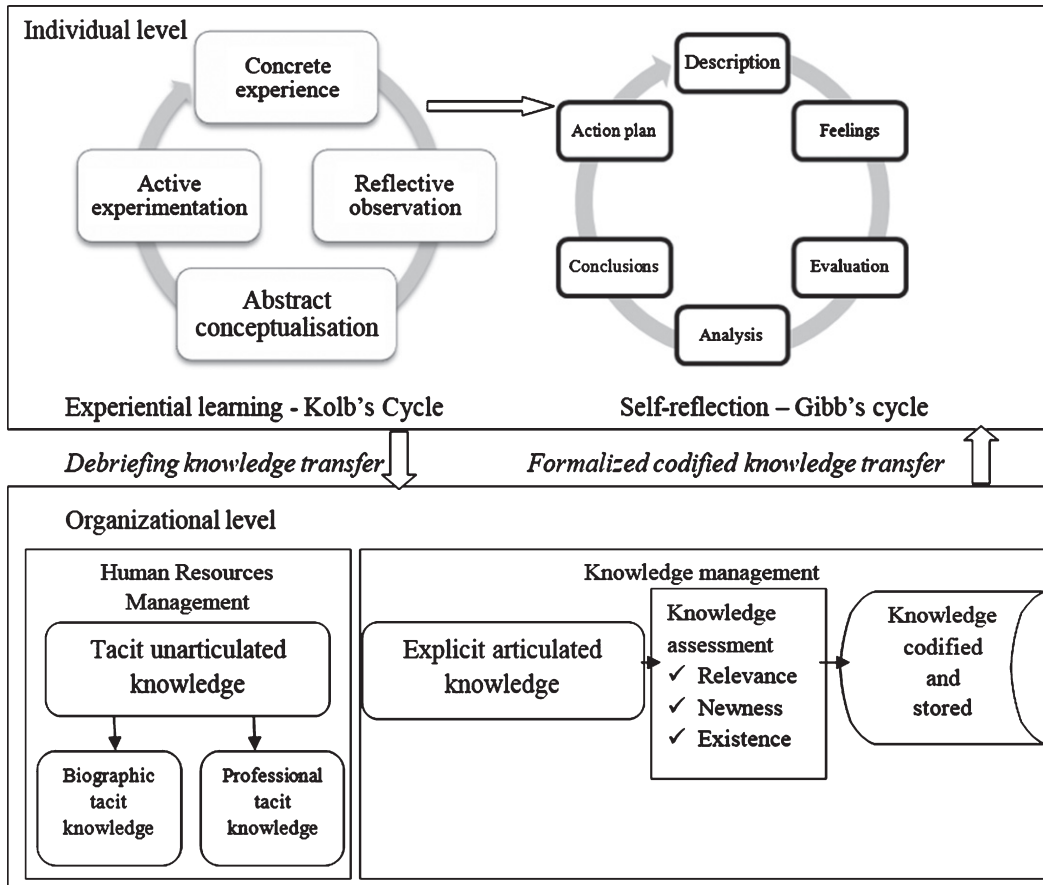 Individual level
Concrete
experience
Reflective
observation
Abstract
conceptualisation
Active
experimentation
Description
Feelings
Evaluation
Analysis
Conclusions
Action plan
Experiential learning - Kolb's Cycle
Self-reflection – Gibb's cycle
Debriefing knowledge transfer
Formalized codified knowledge transfer
Organizational level
Human Resources
Management
Tacit unarticulated
knowledge
Biographic
tacit
knowledge
Professional
tacit
knowledge
Knowledge management
Explicit articulated
knowledge
Knowledge
assessment
✓ Relevance
✓ Newness
✓ Existence
Knowledge
codified
and
stored